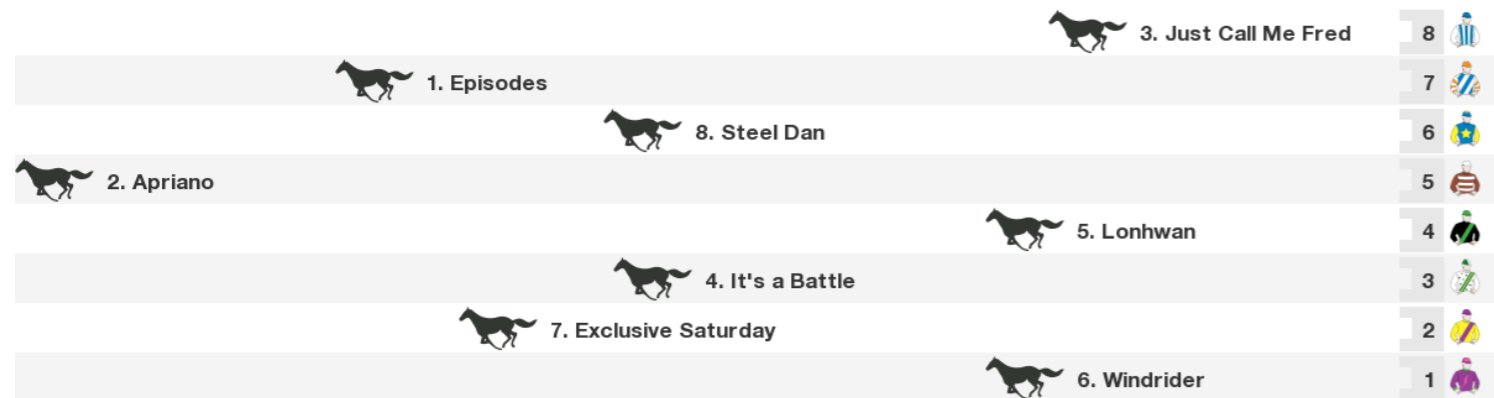 3. Just Call Me Fred 8
1. Episodes 7
8. Steel Dan 6
2. Apriano 5
5. Lonhwan 4
4. It's a Battle 3
7. Exclusive Saturday 2
6. Windrider 1